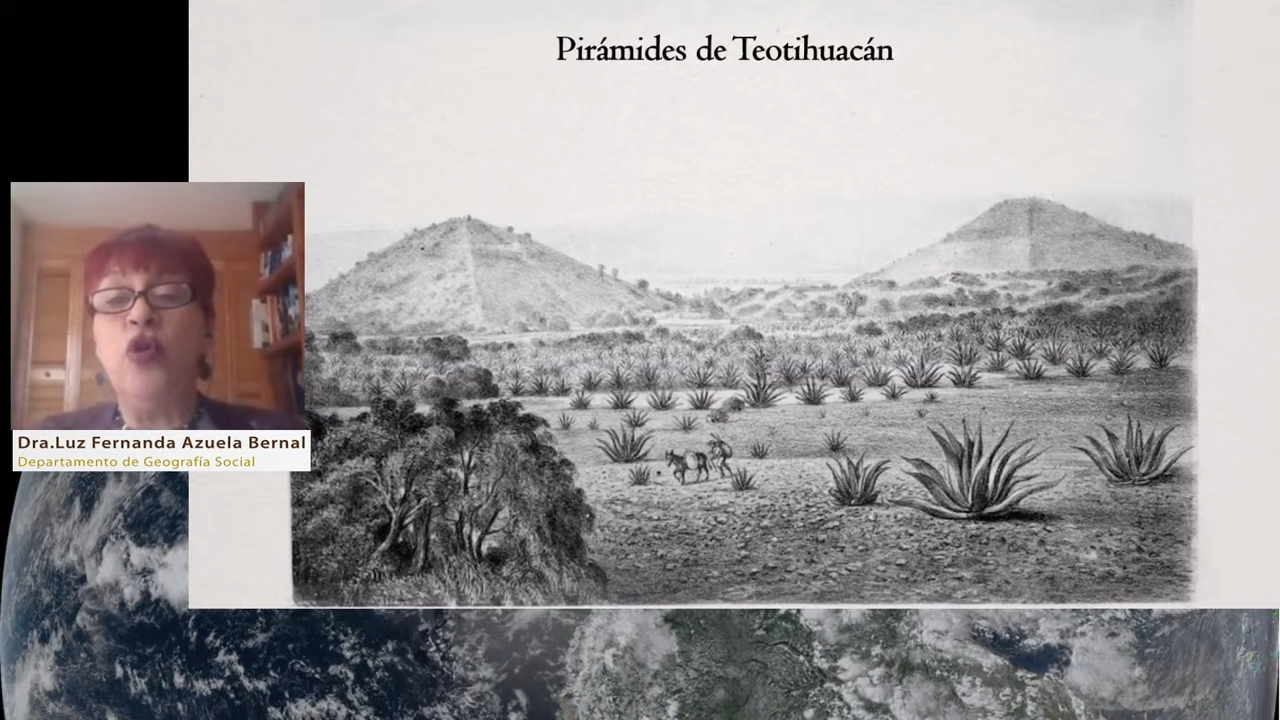 Pirámides de Teotihuacán
Dra.Luz Fernanda Azuela Bernal
Departamento de Geografía Social